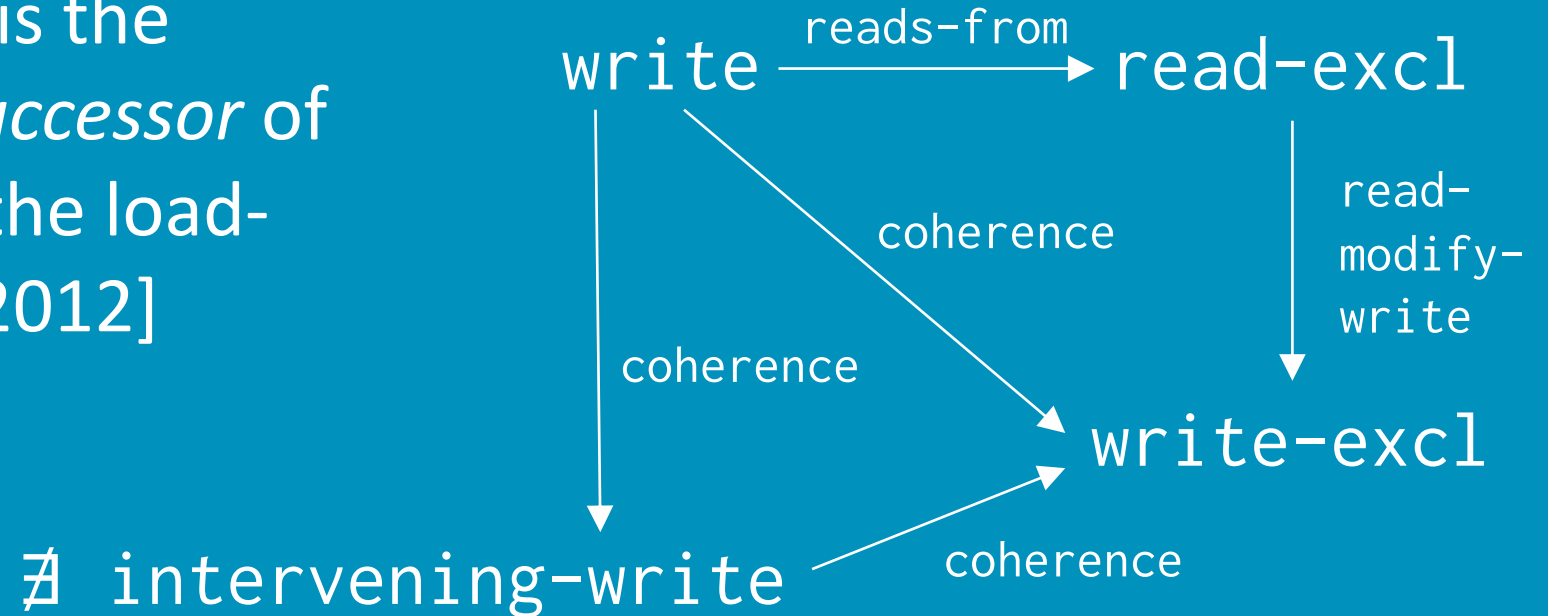 is the
uccessor of
the load-
2012]
reads-from
write
read-excl
read-
modify-
write
coherence
coherence
write-excl
coherence
∄ intervening-write